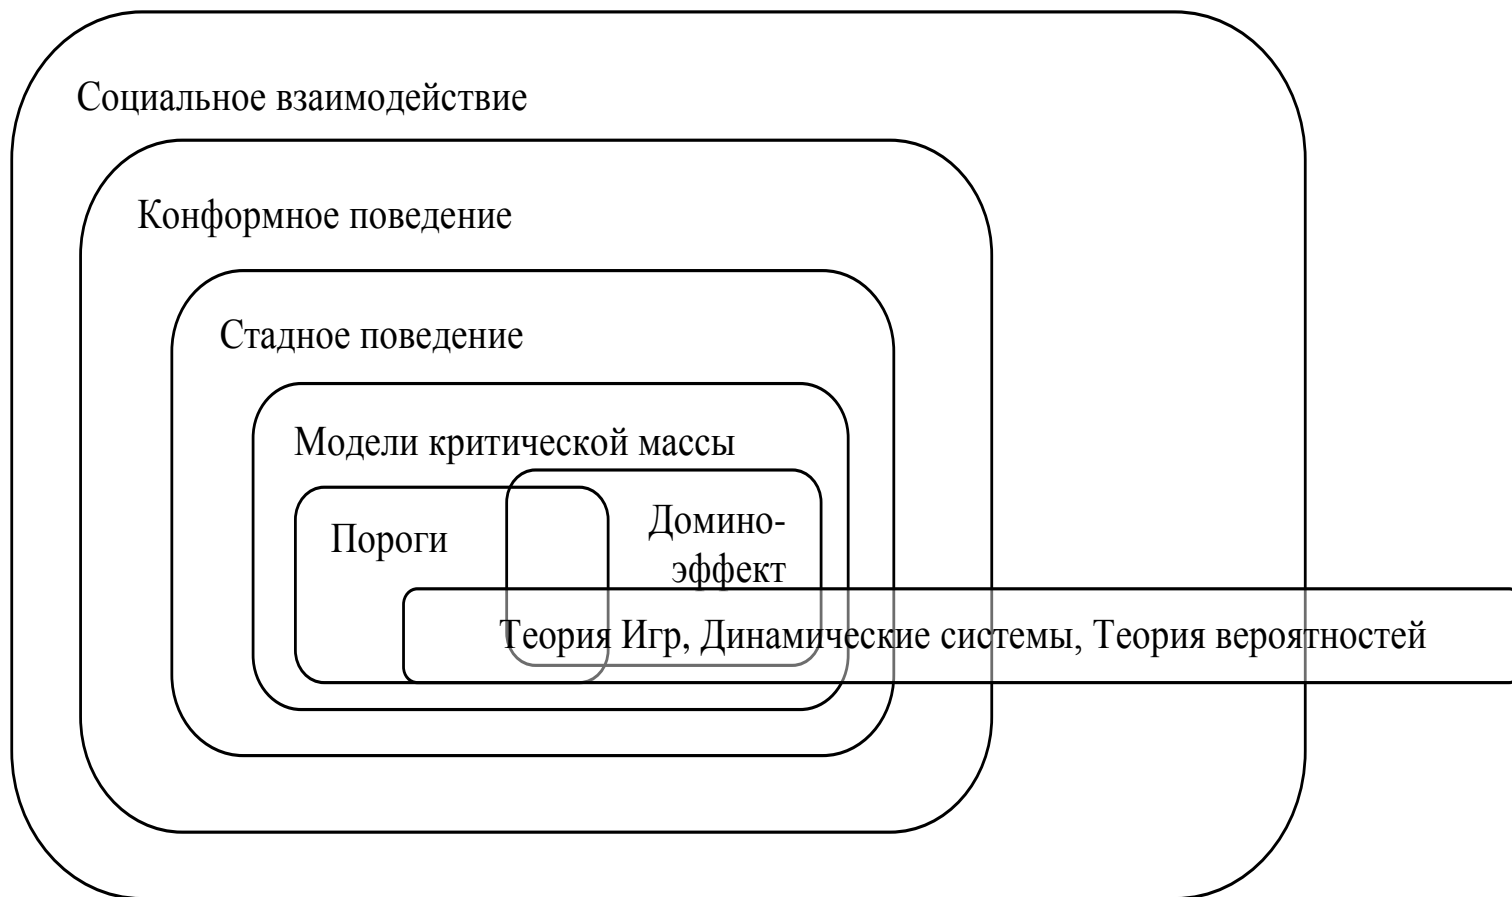 Социальное взаимодействие
Конформное поведение
Стадное поведение
Модели критической массы
Пороги
Домино-
эффект
Теория Игр, Динамические системы, Теория вероятностей